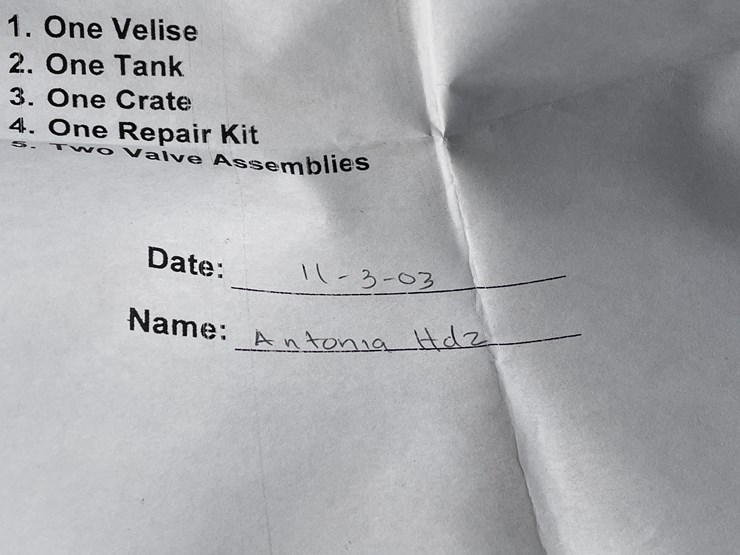 1. One Velise
2. One Tank
3. One Crate
4. One Repair Kit
5. Two Valve Assemblies
Date: 11-3-03
Name: Antonia Hdz